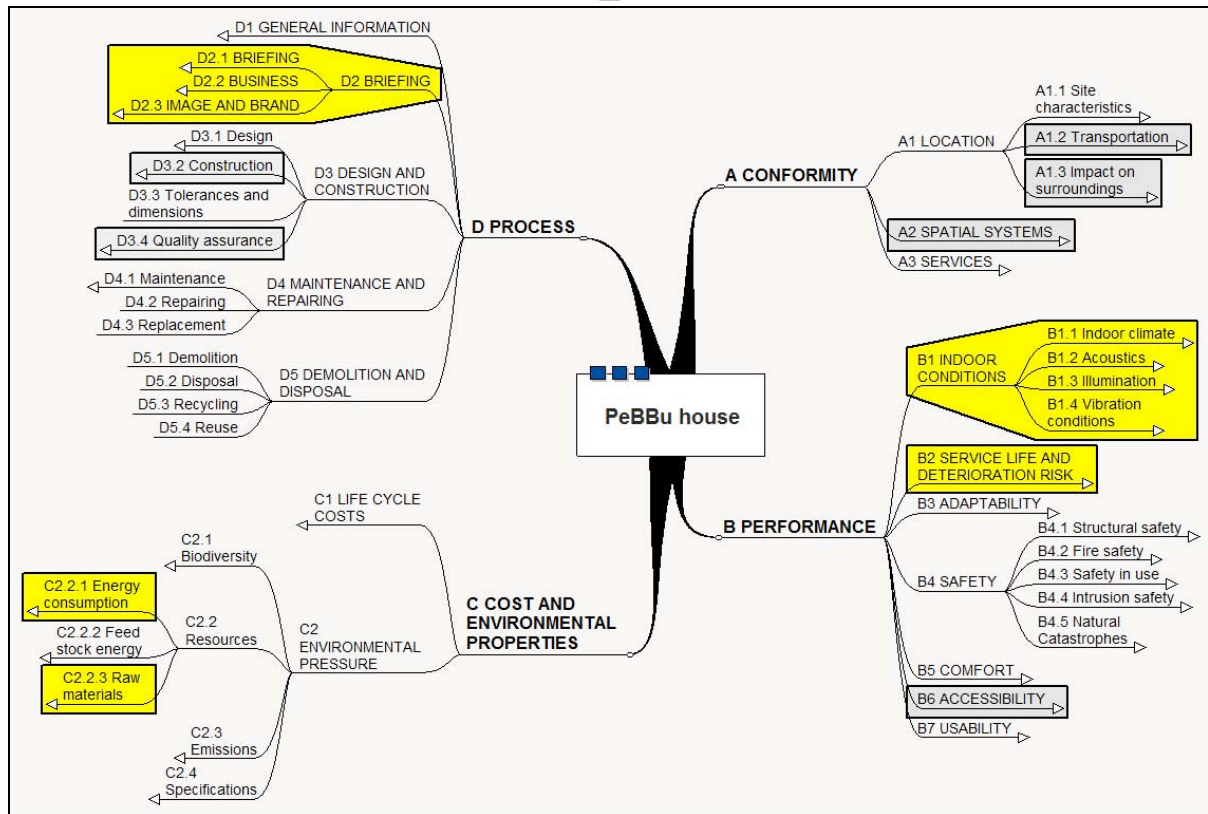 D1 GENERAL INFORMATION
D2.1 BRIEFING
D2.2 BUSINESS
D2 BRIEFING
D2.3 IMAGE AND BRAND
D3.1 Design
D3.2 Construction
D3 DESIGN AND
CONSTRUCTION
D3.3 Tolerances and
dimensions
D3.4 Quality assurance
D PROCESS
D4.1 Maintenance
D4 MAINTENANCE AND
REPAIRING
D4.2 Repairing
D4.3 Replacement
D5.1 Demolition
D5 DEMOLITION AND
DISPOSAL
D5.2 Disposal
D5.3 Recycling
D5.4 Reuse
A1.1 Site
characteristics
A1 LOCATION
A1.2 Transportation
A1.3 Impact on
surroundings
A CONFORMITY
A2 SPATIAL SYSTEMS
A3 SERVICES
PeBBu house
B1 INDOOR
CONDITIONS
B1.1 Indoor climate
B1.2 Acoustics
B1.3 Illumination
B1.4 Vibration
conditions
B2 SERVICE LIFE AND
DETERIORATION RISK
B3 ADAPTABILITY
B PERFORMANCE
B4.1 Structural safety
B4.2 Fire safety
B4 SAFETY
B4.3 Safety in use
B4.4 Intrusion safety
B4.5 Natural
Catastrophes
B5 COMFORT
B6 ACCESSIBILITY
B7 USABILITY
C1 LIFE CYCLE
COSTS
C2.1
Biodiversity
C2.2.1 Energy
consumption
C2.2
Resources
C2.2.2 Feed
stock energy
C2.2.3 Raw
materials
C2
ENVIRONMENTAL
PRESSURE
C COST AND
ENVIRONMENTAL
PROPERTIES
C2.3
Emissions
C2.4
Specifications